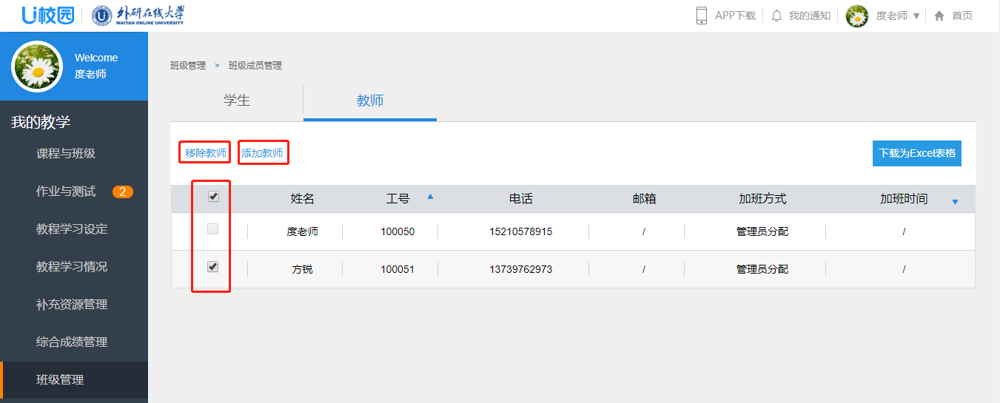 U校园 外研在线大学 APP下载 我的通知 度老师 ▼ 首页
WAIYAN ONLINE UNIVERSITY
Welcome
度老师
我的教学
课程与班级
作业与测试 2
教程学习设定
教程学习情况
补充资源管理
综合成绩管理
班级管理
班级管理 > 班级成员管理
学生 教师
移除教师 添加教师 下载为Excel表格
姓名 工号 电话 邮箱 加班方式 加班时间
度老师 100050 15210578915 / 管理员分配 /
方锐 100051 13739762973 / 管理员分配 /